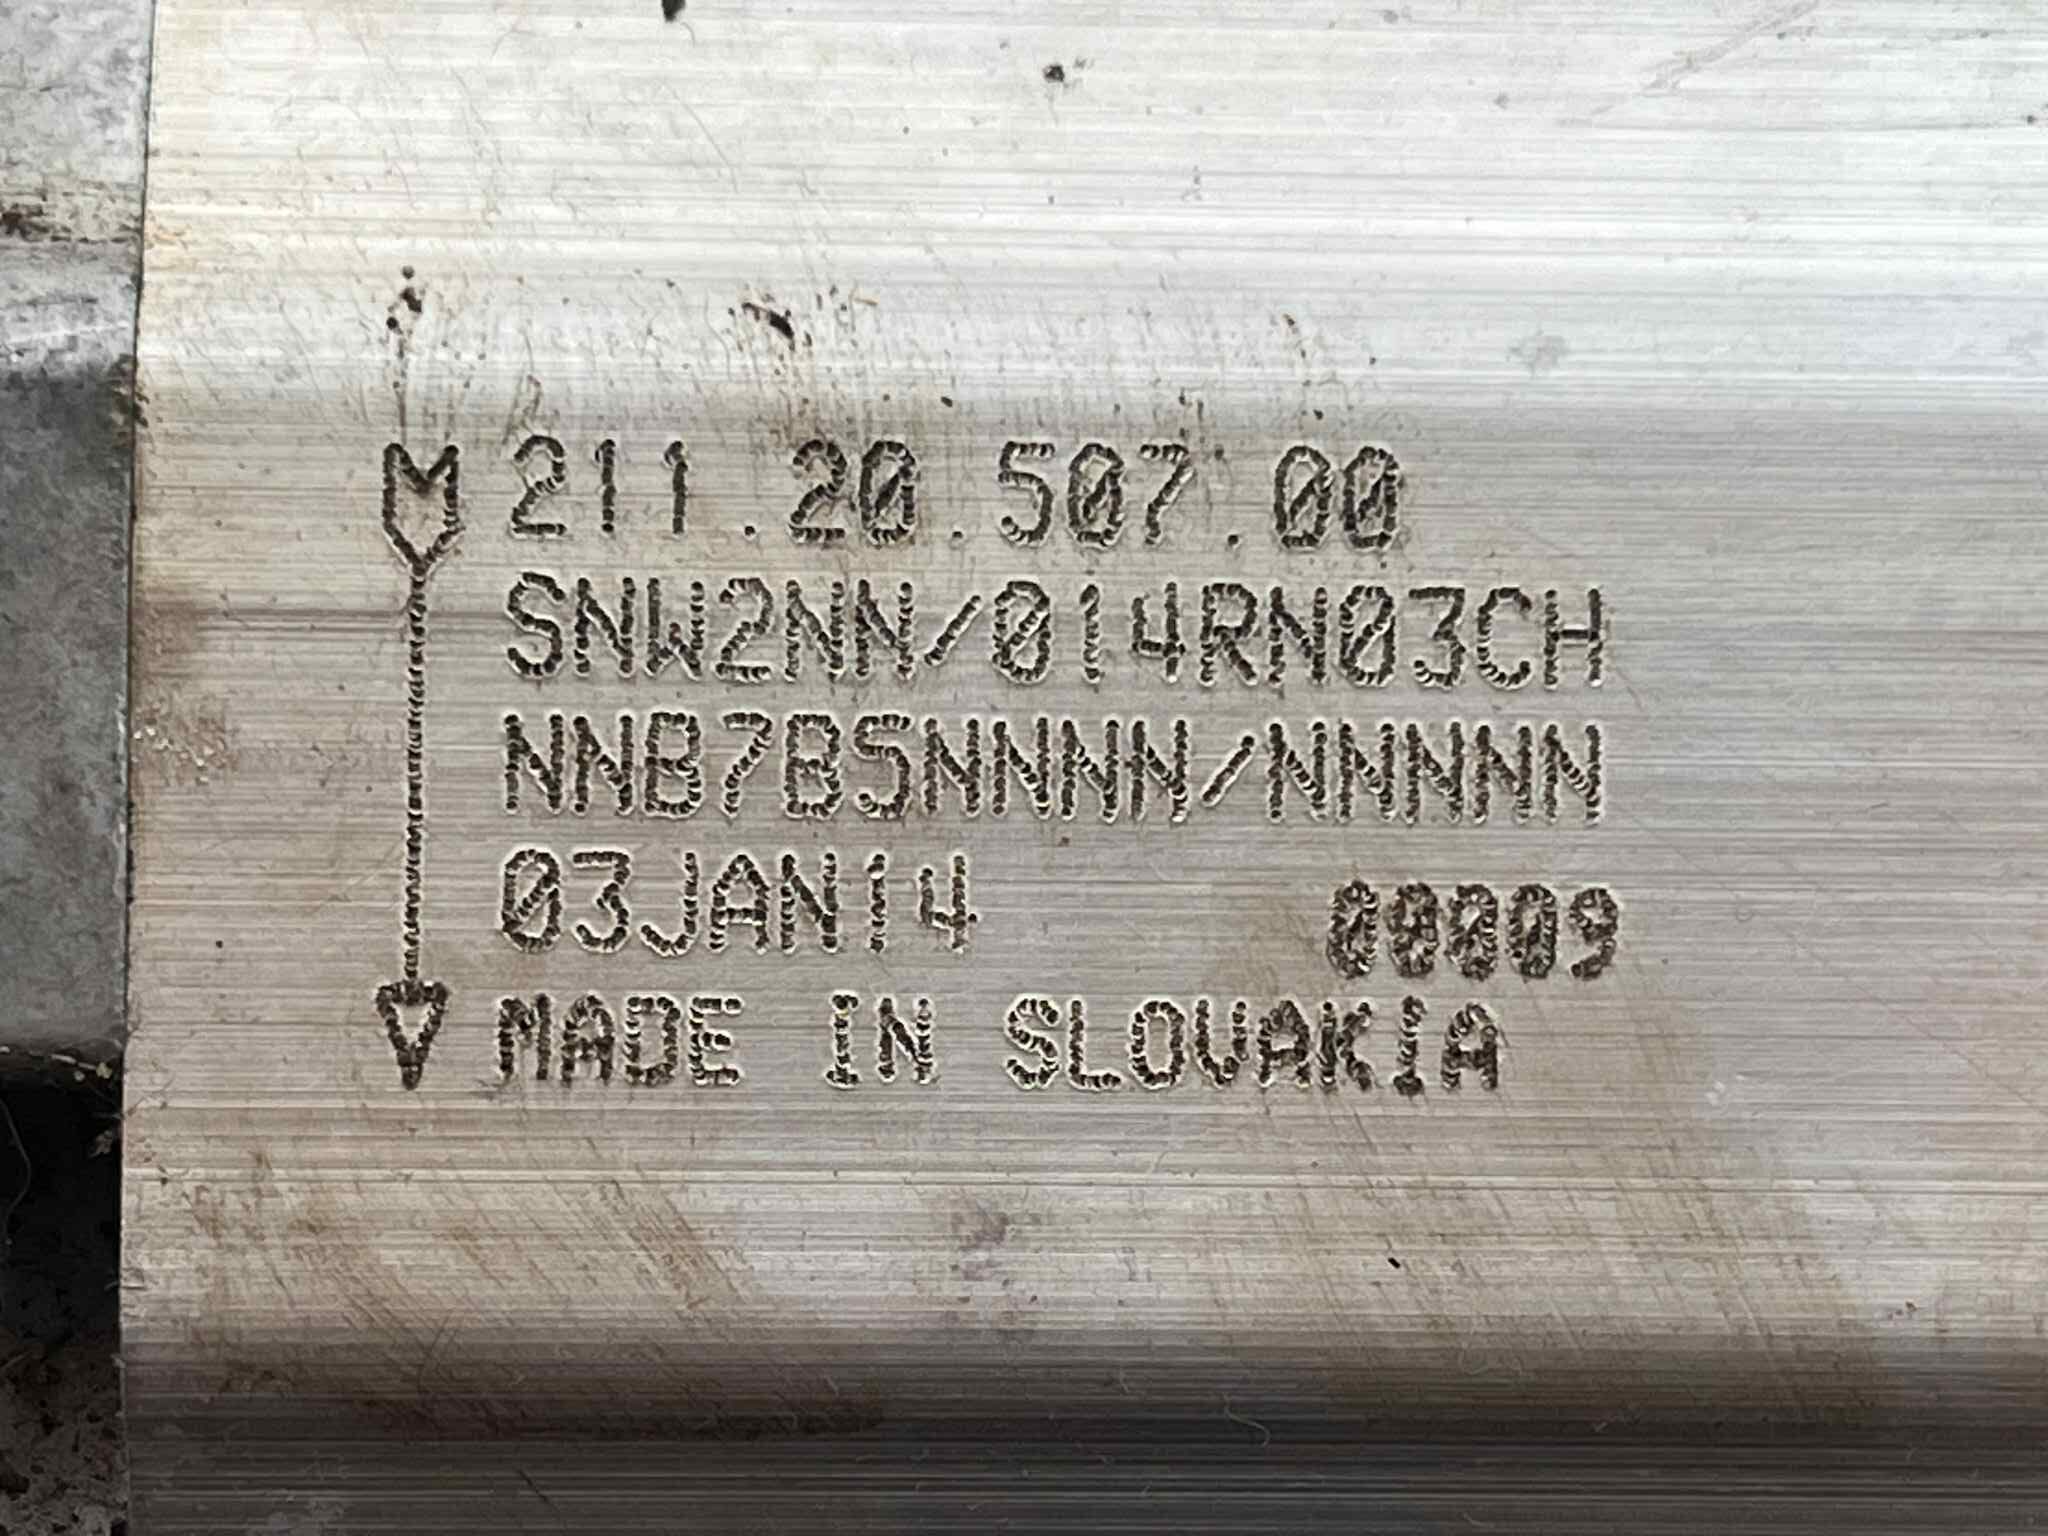 211.20.507.00
SNW2NN/014RN03CH
NNB7BSNNNN/NNNNN
03JAN14 00009
MADE IN SLOVAKIA